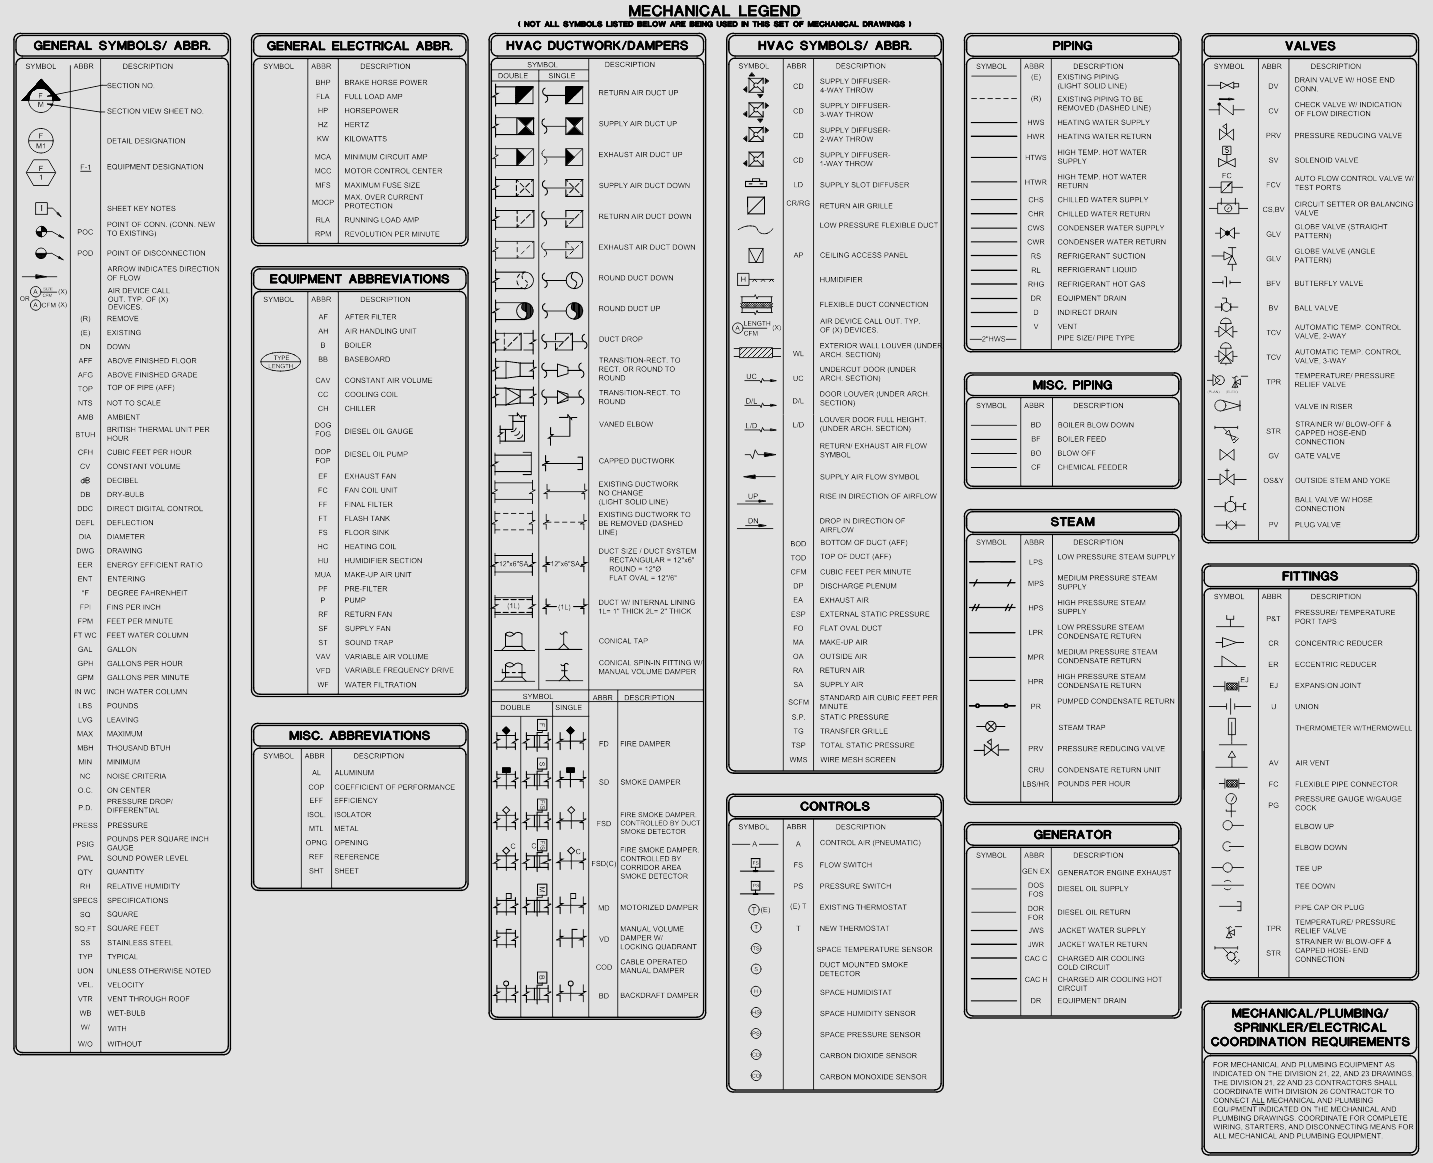 MECHANICAL LEGEND
( NOT ALL SYMBOLS LISTED BELOW ARE BEING USED IN THIS SET OF MECHANICAL DRAWINGS )
GENERAL SYMBOLS/ ABBR.
SYMBOL ABBR DESCRIPTION
F
M
SECTION NO.
SECTION VIEW SHEET NO.
F
M1
DETAIL DESIGNATION
F
1
F-1 EQUIPMENT DESIGNATION
1 SHEET KEY NOTES
POC POINT OF CONN. (CONN. NEW
TO EXISTING)
POD POINT OF DISCONNECTION
ARROW INDICATES DIRECTION
OF FLOW
A SIZE CFM (X)
OR A CFM (X)
AIR DEVICE CALL
OUT. TYP. OF (X)
DEVICES.
(R) REMOVE
(E) EXISTING
DN DOWN
AFF ABOVE FINISHED FLOOR
AFG ABOVE FINISHED GRADE
TOP TOP OF PIPE (AFF)
NTS NOT TO SCALE
AMB AMBIENT
BTUH BRITISH THERMAL UNIT PER
HOUR
CFH CUBIC FEET PER HOUR
CV CONSTANT VOLUME
dB DECIBEL
DB DRY-BULB
DDC DIRECT DIGITAL CONTROL
DEFL DEFLECTION
DIA DIAMETER
DWG DRAWING
EER ENERGY EFFICIENT RATIO
ENT ENTERING
°F DEGREE FAHRENHEIT
FPI FINS PER INCH
FPM FEET PER MINUTE
FT WC FEET WATER COLUMN
GAL GALLON
GPH GALLONS PER HOUR
GPM GALLONS PER MINUTE
IN WC INCH WATER COLUMN
LBS POUNDS
LVG LEAVING
MAX MAXIMUM
MBH THOUSAND BTUH
MIN MINIMUM
NC NOISE CRITERIA
O.C. ON CENTER
P.D. PRESSURE DROP/
DIFFERENTIAL
PRESS PRESSURE
PSIG POUNDS PER SQUARE INCH
GAUGE
PWL SOUND POWER LEVEL
QTY QUANTITY
RH RELATIVE HUMIDITY
SPECS SPECIFICATIONS
SQ SQUARE
SQ.FT SQUARE FEET
SS STAINLESS STEEL
TYP TYPICAL
UON UNLESS OTHERWISE NOTED
VEL. VELOCITY
VTR VENT THROUGH ROOF
WB WET-BULB
W/ WITH
W/O WITHOUT
GENERAL ELECTRICAL ABBR.
SYMBOL ABBR DESCRIPTION
BHP BRAKE HORSE POWER
FLA FULL LOAD AMP
HP HORSEPOWER
HZ HERTZ
KW KILOWATTS
MCA MINIMUM CIRCUIT AMP
MCC MOTOR CONTROL CENTER
MFS MAXIMUM FUSE SIZE
MOCP MAX. OVER CURRENT
PROTECTION
RLA RUNNING LOAD AMP
RPM REVOLUTION PER MINUTE
EQUIPMENT ABBREVIATIONS
SYMBOL ABBR DESCRIPTION
AF AFTER FILTER
AH AIR HANDLING UNIT
B BOILER
TYPE
LENGTH
BB BASEBOARD
CAV CONSTANT AIR VOLUME
CC COOLING COIL
CH CHILLER
DOG
FOG DIESEL OIL GAUGE
DOP
FOP DIESEL OIL PUMP
EF EXHAUST FAN
FC FAN COIL UNIT
FF FINAL FILTER
FT FLASH TANK
FS FLOOR SINK
HC HEATING COIL
HU HUMIDIFIER SECTION
MUA MAKE-UP AIR UNIT
PF PRE-FILTER
P PUMP
RF RETURN FAN
SF SUPPLY FAN
ST SOUND TRAP
VAV VARIABLE AIR VOLUME
VFD VARIABLE FREQUENCY DRIVE
WF WATER FILTRATION
MISC. ABBREVIATIONS
SYMBOL ABBR DESCRIPTION
AL ALUMINUM
COP COEFFICIENT OF PERFORMANCE
EFF EFFICIENCY
ISOL ISOLATOR
MTL METAL
OPNG OPENING
REF REFERENCE
SHT SHEET
HVAC DUCTWORK/DAMPERS
SYMBOL DESCRIPTION
DOUBLE SINGLE
RETURN AIR DUCT UP
SUPPLY AIR DUCT UP
EXHAUST AIR DUCT UP
SUPPLY AIR DUCT DOWN
RETURN AIR DUCT DOWN
EXHAUST AIR DUCT DOWN
ROUND DUCT DOWN
ROUND DUCT UP
DUCT DROP
TRANSITION-RECT. TO
RECT. OR ROUND TO
ROUND
TRANSITION-RECT. TO
ROUND
VANED ELBOW
CAPPED DUCTWORK
EXISTING DUCTWORK
NO CHANGE
(LIGHT SOLID LINE)
EXISTING DUCTWORK TO
BE REMOVED (DASHED
LINE)
12"x6"SA 12"x6"SA
DUCT SIZE / DUCT SYSTEM
RECTANGULAR = 12"x6"
ROUND = 12"Ø
FLAT OVAL = 12"/6"
(1L) (1L)
DUCT W/ INTERNAL LINING
1L= 1" THICK 2L= 2" THICK
CONICAL TAP
CONICAL SPIN-IN FITTING W/
MANUAL VOLUME DAMPER
SYMBOL ABBR DESCRIPTION
DOUBLE SINGLE
F FD FIRE DAMPER
S SD SMOKE DAMPER
FS FSD FIRE SMOKE DAMPER.
CONTROLLED BY DUCT
SMOKE DETECTOR
C C FS C FSD(C) FIRE SMOKE DAMPER.
CONTROLLED BY
CORRIDOR AREA
SMOKE DETECTOR
M MD MOTORIZED DAMPER
VD MANUAL VOLUME
DAMPER W/
LOCKING QUADRANT
COD CABLE OPERATED
MANUAL DAMPER
B BD BACKDRAFT DAMPER
HVAC SYMBOLS/ ABBR.
SYMBOL ABBR DESCRIPTION
CD SUPPLY DIFFUSER-
4-WAY THROW
CD SUPPLY DIFFUSER-
3-WAY THROW
CD SUPPLY DIFFUSER-
2-WAY THROW
CD SUPPLY DIFFUSER-
1-WAY THROW
LD SUPPLY SLOT DIFFUSER
CR/RG RETURN AIR GRILLE
LOW PRESSURE FLEXIBLE DUCT
AP CEILING ACCESS PANEL
H HUMIDIFIER
FLEXIBLE DUCT CONNECTION
A LENGTH CFM (X)
AIR DEVICE CALL OUT. TYP.
OF (X) DEVICES.
WL EXTERIOR WALL LOUVER (UNDER
ARCH. SECTION)
UC UC UNDERCUT DOOR (UNDER
ARCH. SECTION)
D/L D/L DOOR LOUVER (UNDER ARCH.
SECTION)
L/D L/D LOUVER DOOR FULL HEIGHT.
(UNDER ARCH. SECTION)
RETURN/ EXHAUST AIR FLOW
SYMBOL
SUPPLY AIR FLOW SYMBOL
UP RISE IN DIRECTION OF AIRFLOW
DN DROP IN DIRECTION OF
AIRFLOW
BOD BOTTOM OF DUCT (AFF)
TOD TOP OF DUCT (AFF)
CFM CUBIC FEET PER MINUTE
DP DISCHARGE PLENUM
EA EXHAUST AIR
ESP EXTERNAL STATIC PRESSURE
FO FLAT OVAL DUCT
MA MAKE-UP AIR
OA OUTSIDE AIR
RA RETURN AIR
SA SUPPLY AIR
SCFM STANDARD AIR CUBIC FEET PER
MINUTE
S.P. STATIC PRESSURE
TG TRANSFER GRILLE
TSP TOTAL STATIC PRESSURE
WMS WIRE MESH SCREEN
CONTROLS
SYMBOL ABBR DESCRIPTION
A A CONTROL AIR (PNEUMATIC)
FS FS FLOW SWITCH
PS PS PRESSURE SWITCH
T (E) (E) T EXISTING THERMOSTAT
T T NEW THERMOSTAT
TS SPACE TEMPERATURE SENSOR
S DUCT MOUNTED SMOKE
DETECTOR
H SPACE HUMIDISTAT
HS SPACE HUMIDITY SENSOR
PS SPACE PRESSURE SENSOR
CD CARBON DIOXIDE SENSOR
CO CARBON MONOXIDE SENSOR
PIPING
SYMBOL ABBR DESCRIPTION
(E) EXISTING PIPING
(LIGHT SOLID LINE)
(R) EXISTING PIPING TO BE
REMOVED (DASHED LINE)
HWS HEATING WATER SUPPLY
HWR HEATING WATER RETURN
HTWS HIGH TEMP. HOT WATER
SUPPLY
HTWR HIGH TEMP. HOT WATER
RETURN
CHS CHILLED WATER SUPPLY
CHR CHILLED WATER RETURN
CWS CONDENSER WATER SUPPLY
CWR CONDENSER WATER RETURN
RS REFRIGERANT SUCTION
RL REFRIGERANT LIQUID
RHG REFRIGERANT HOT GAS
DR EQUIPMENT DRAIN
D INDIRECT DRAIN
V VENT
2"HWS PIPE SIZE/ PIPE TYPE
MISC. PIPING
SYMBOL ABBR DESCRIPTION
BD BOILER BLOW DOWN
BF BOILER FEED
BO BLOW OFF
CF CHEMICAL FEEDER
STEAM
SYMBOL ABBR DESCRIPTION
LPS LOW PRESSURE STEAM SUPPLY
MPS MEDIUM PRESSURE STEAM
SUPPLY
HPS HIGH PRESSURE STEAM
SUPPLY
LPR LOW PRESSURE STEAM
CONDENSATE RETURN
MPR MEDIUM PRESSURE STEAM
CONDENSATE RETURN
HPR HIGH PRESSURE STEAM
CONDENSATE RETURN
PR PUMPED CONDENSATE RETURN
STEAM TRAP
PRV PRESSURE REDUCING VALVE
CRU CONDENSATE RETURN UNIT
LBS/HR POUNDS PER HOUR
GENERATOR
SYMBOL ABBR DESCRIPTION
GEN EX GENERATOR ENGINE EXHAUST
DOS
FOS DIESEL OIL SUPPLY
DOR
FOR DIESEL OIL RETURN
JWS JACKET WATER SUPPLY
JWR JACKET WATER RETURN
CAC C CHARGED AIR COOLING
COLD CIRCUIT
CAC H CHARGED AIR COOLING HOT
CIRCUIT
DR EQUIPMENT DRAIN
VALVES
SYMBOL ABBR DESCRIPTION
DV DRAIN VALVE W/ HOSE END
CONN.
CV CHECK VALVE W/ INDICATION
OF FLOW DIRECTION
PRV PRESSURE REDUCING VALVE
S SV SOLENOID VALVE
FC FCV AUTO FLOW CONTROL VALVE W/
TEST PORTS
CS,BV CIRCUIT SETTER OR BALANCING
VALVE
GLV GLOBE VALVE (STRAIGHT
PATTERN)
GLV GLOBE VALVE (ANGLE
PATTERN)
BFV BUTTERFLY VALVE
BV BALL VALVE
TCV AUTOMATIC TEMP. CONTROL
VALVE, 2-WAY
TCV AUTOMATIC TEMP. CONTROL
VALVE, 3-WAY
TPR TEMPERATURE/ PRESSURE
RELIEF VALVE
VALVE IN RISER
STR STRAINER W/ BLOW-OFF &
CAPPED HOSE-END
CONNECTION
GV GATE VALVE
OS&Y OUTSIDE STEM AND YOKE
BALL VALVE W/ HOSE
CONNECTION
PV PLUG VALVE
FITTINGS
SYMBOL ABBR DESCRIPTION
P&T PRESSURE/ TEMPERATURE
PORT TAPS
CR CONCENTRIC REDUCER
ER ECCENTRIC REDUCER
EJ EJ EXPANSION JOINT
U UNION
THERMOMETER W/THERMOWELL
AV AIR VENT
FC FLEXIBLE PIPE CONNECTOR
PG PRESSURE GAUGE W/GAUGE
COCK
ELBOW UP
ELBOW DOWN
TEE UP
TEE DOWN
PIPE CAP OR PLUG
TPR TEMPERATURE/ PRESSURE
RELIEF VALVE
STR STRAINER W/ BLOW-OFF &
CAPPED HOSE- END
CONNECTION
MECHANICAL/PLUMBING/
SPRINKLER/ELECTRICAL
COORDINATION REQUIREMENTS
FOR MECHANICAL AND PLUMBING EQUIPMENT AS
INDICATED ON THE DIVISION 21, 22, AND 23 DRAWINGS.
THE DIVISION 21, 22 AND 23 CONTRACTORS SHALL
COORDINATE WITH DIVISION 26 CONTRACTOR TO
CONNECT ALL MECHANICAL AND PLUMBING
EQUIPMENT INDICATED ON THE MECHANICAL AND
PLUMBING DRAWINGS. COORDINATE FOR COMPLETE
WIRING, STARTERS, AND DISCONNECTING MEANS FOR
ALL MECHANICAL AND PLUMBING EQUIPMENT.